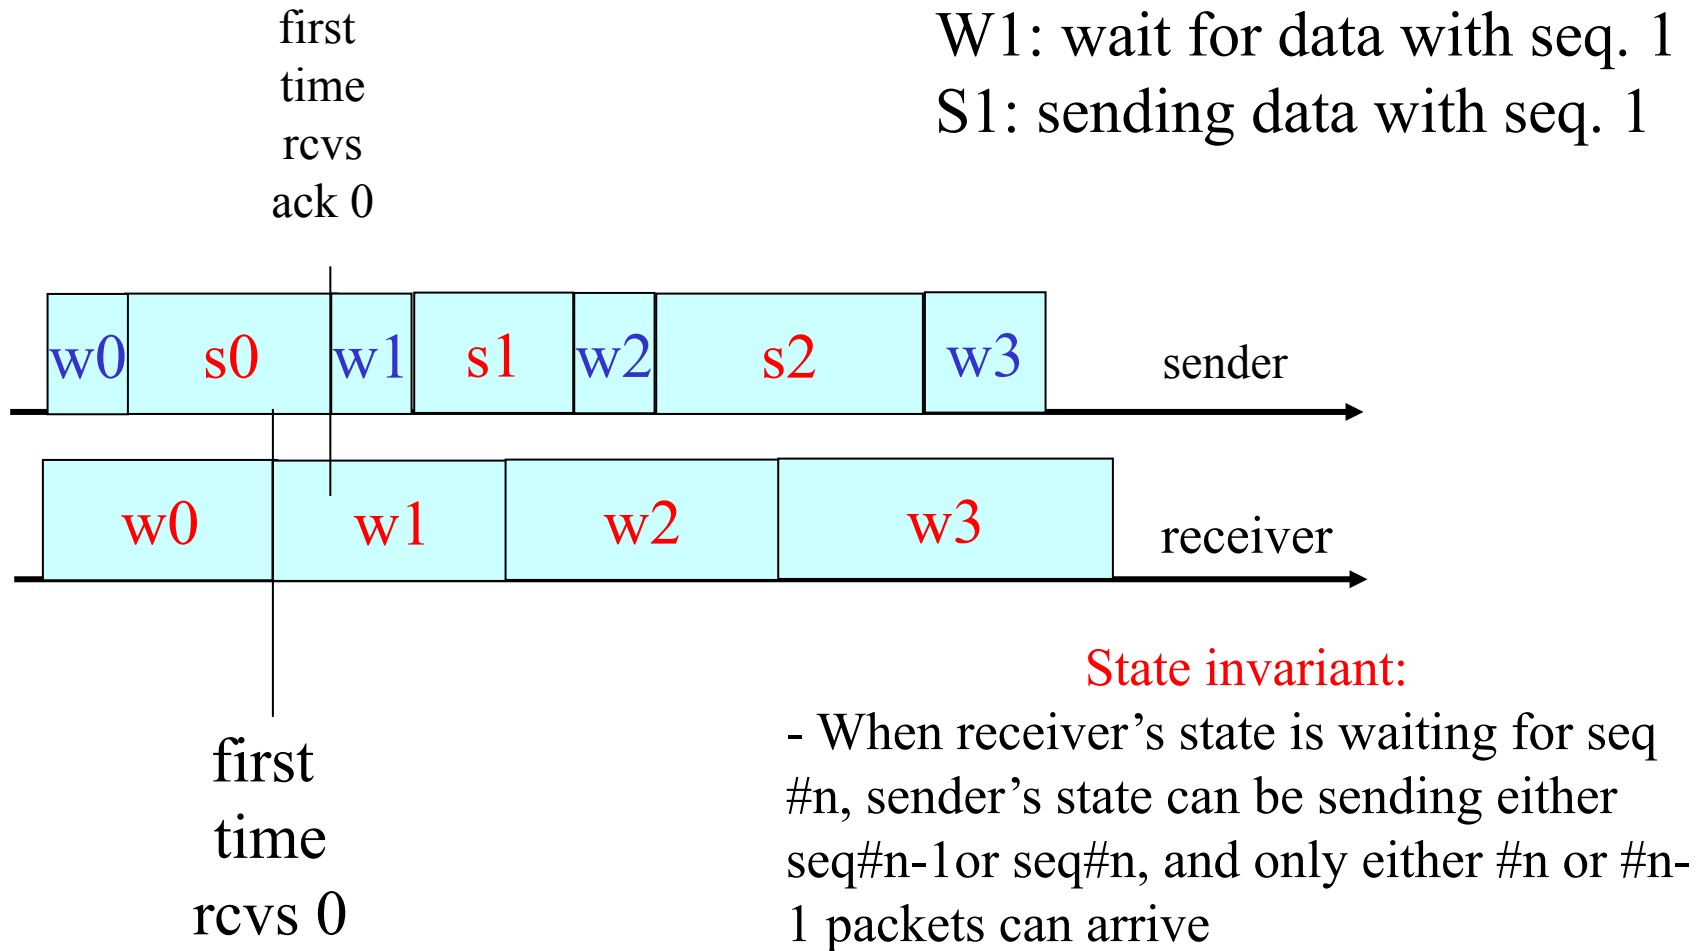 first
time
rcvs
ack 0
W1: wait for data with seq. 1
S1: sending data with seq. 1
w0 s0 w1 s1 w2 s2 w3 sender
w0 w1 w2 w3 receiver
first
time
rcvs 0
State invariant:
- When receiver’s state is waiting for seq
#n, sender’s state can be sending either
seq#n-1or seq#n, and only either #n or #n-
1 packets can arrive